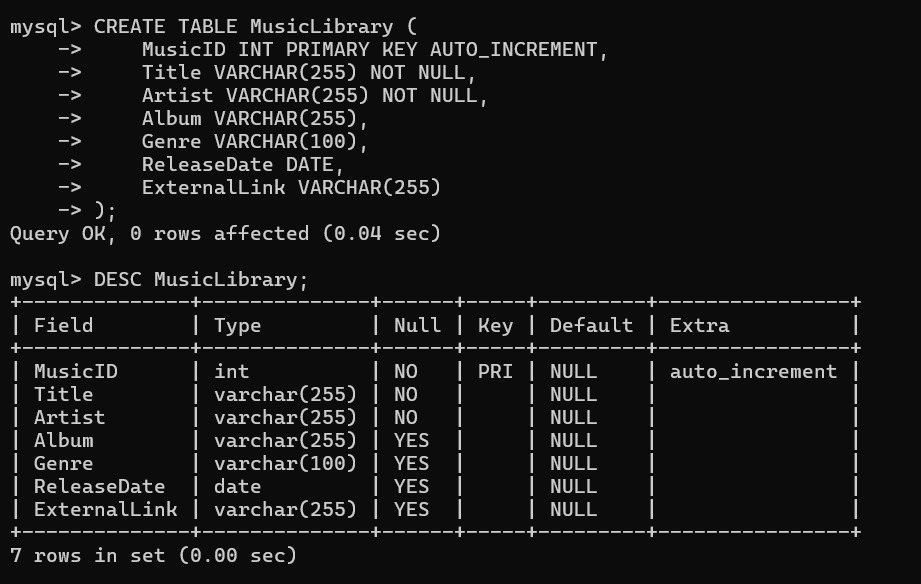 mysql> CREATE TABLE MusicLibrary (
    ->     MusicID INT PRIMARY KEY AUTO_INCREMENT,
    ->     Title VARCHAR(255) NOT NULL,
    ->     Artist VARCHAR(255) NOT NULL,
    ->     Album VARCHAR(255),
    ->     Genre VARCHAR(100),
    ->     ReleaseDate DATE,
    ->     ExternalLink VARCHAR(255)
    -> );
Query OK, 0 rows affected (0.04 sec)

mysql> DESC MusicLibrary;
+--------------+--------------+------+-----+---------+----------------+
| Field        | Type         | Null | Key | Default | Extra          |
+--------------+--------------+------+-----+---------+----------------+
| MusicID      | int          | NO   | PRI | NULL    | auto_increment |
| Title        | varchar(255) | NO   |     | NULL    |                |
| Artist       | varchar(255) | NO   |     | NULL    |                |
| Album        | varchar(255) | YES  |     | NULL    |                |
| Genre        | varchar(100) | YES  |     | NULL    |                |
| ReleaseDate  | date         | YES  |     | NULL    |                |
| ExternalLink | varchar(255) | YES  |     | NULL    |                |
+--------------+--------------+------+-----+---------+----------------+
7 rows in set (0.00 sec)